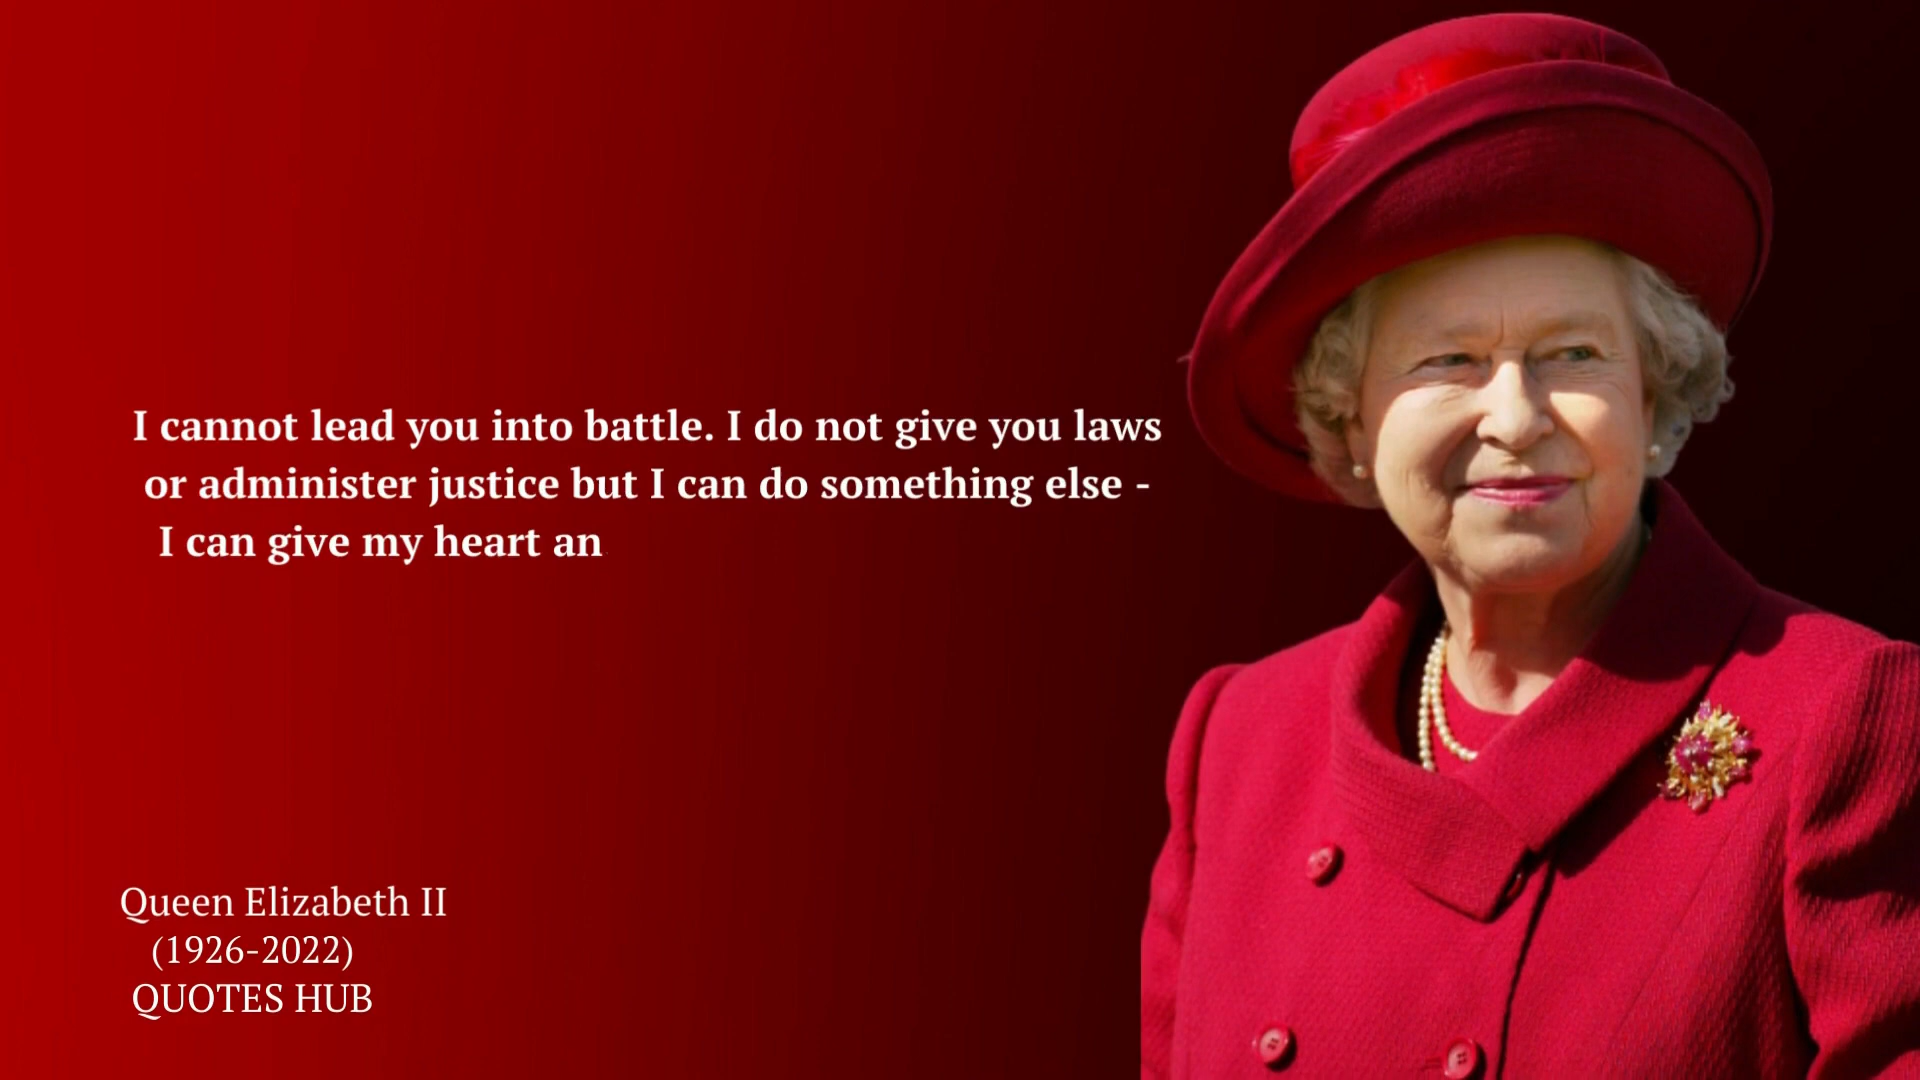 I cannot lead you into battle. I do not give you laws
or administer justice but I can do something else -
I can give my heart an
Queen Elizabeth II
(1926-2022)
QUOTES HUB